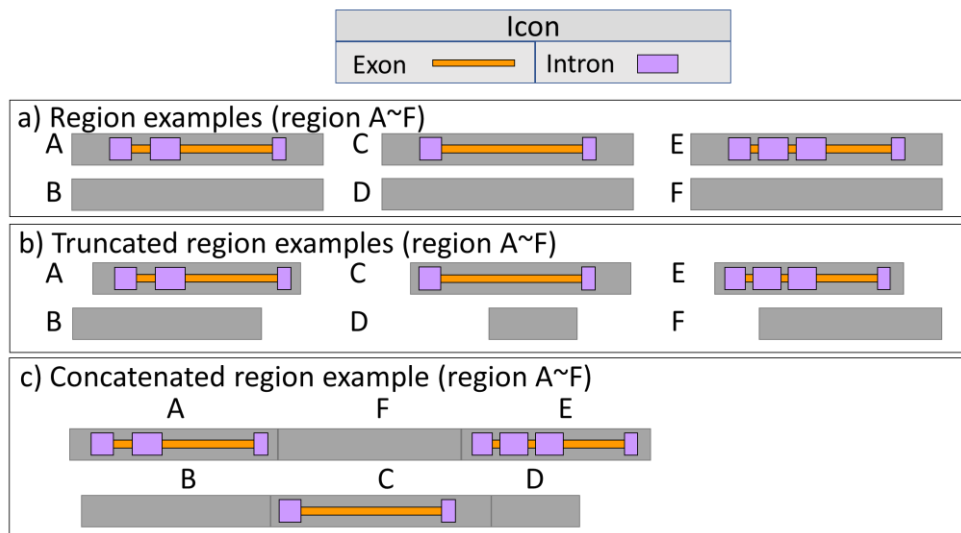 Icon
Exon Intron
a) Region examples (region A~F)
A C E
B D F
b) Truncated region examples (region A~F)
A C E
B D F
c) Concatenated region example (region A~F)
A F E
B C D